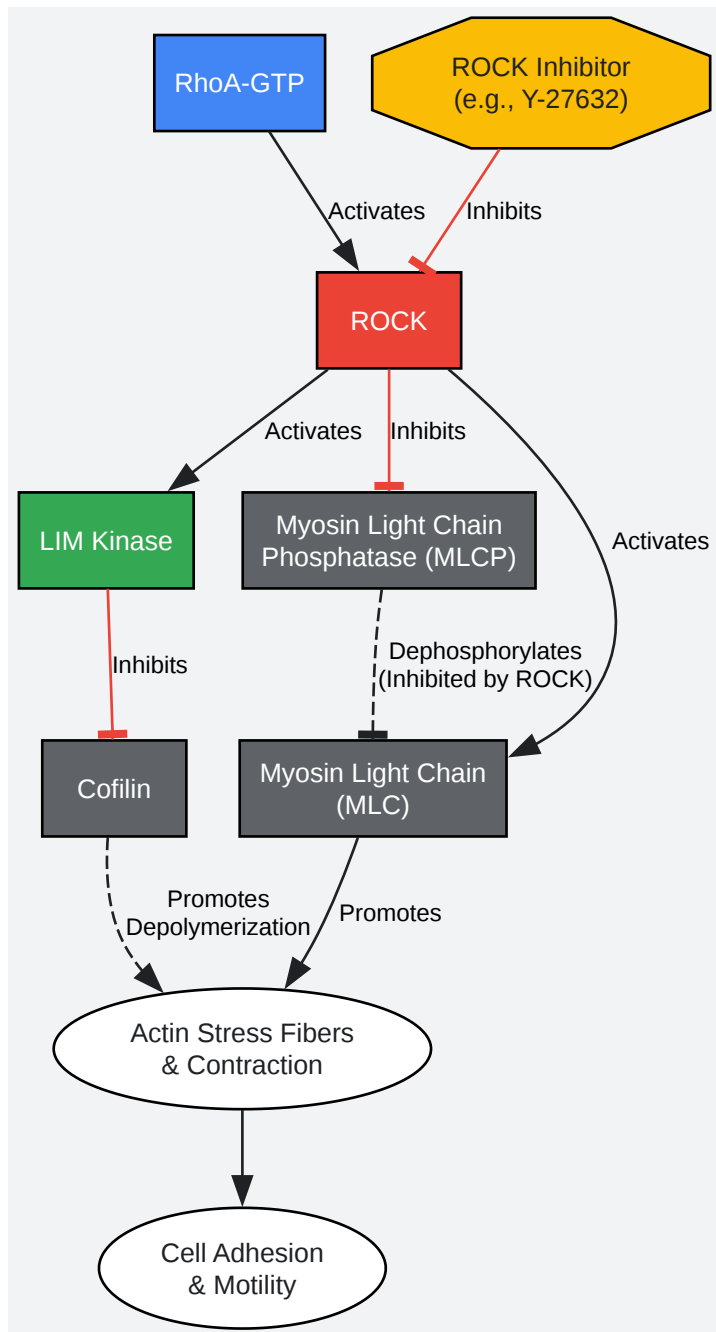 RhoA-GTP
ROCK Inhibitor
(e.g., Y-27632)
Activates
Inhibits
ROCK
Activates
Inhibits
Activates
LIM Kinase
Myosin Light Chain
Phosphatase (MLCP)
Inhibits
Dephosphorylates
(Inhibited by ROCK)
Cofilin
Myosin Light Chain
(MLC)
Promotes
Depolymerization
Promotes
Actin Stress Fibers
& Contraction
Cell Adhesion
& Motility